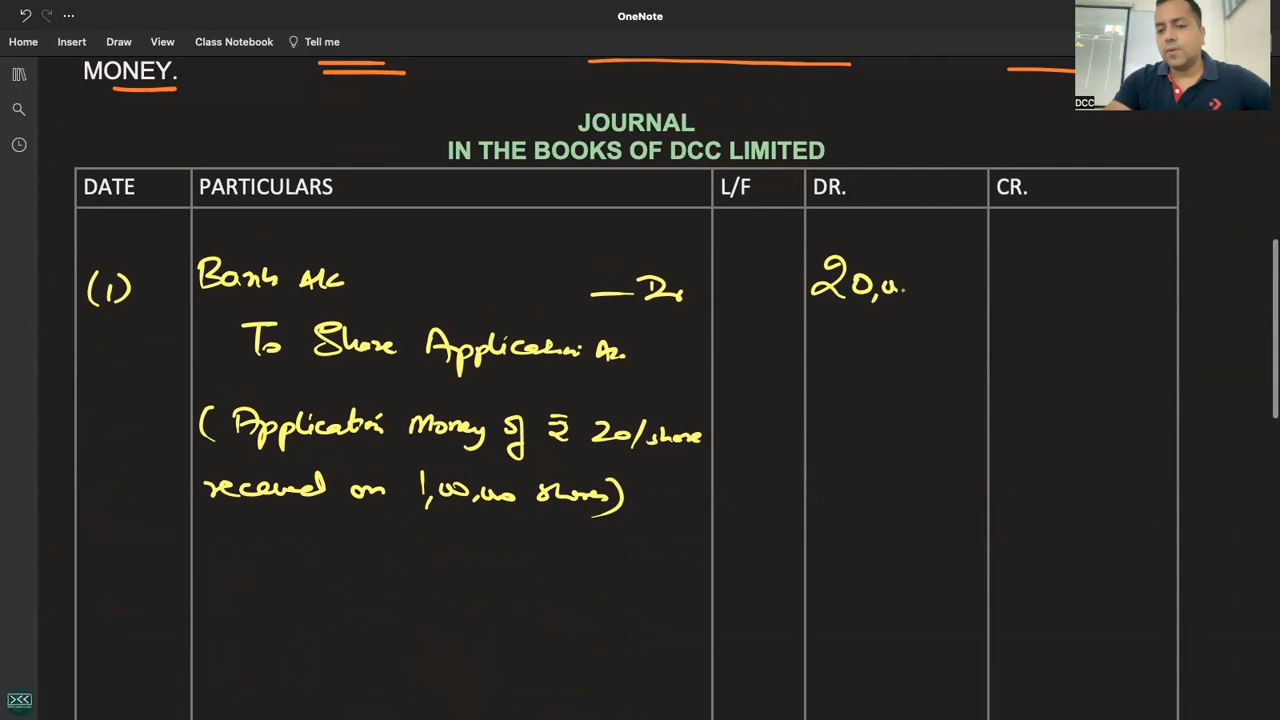 OneNote
Home Insert Draw View Class Notebook Tell me
MONEY.
DCC
JOURNAL
IN THE BOOKS OF DCC LIMITED
DATE PARTICULARS L/F DR. CR.
(1) Bank A/c — Dr 20,
To Share Application A/c
( Application Money of ₹ 20/share
received on 1,00,000 shares)
DCC